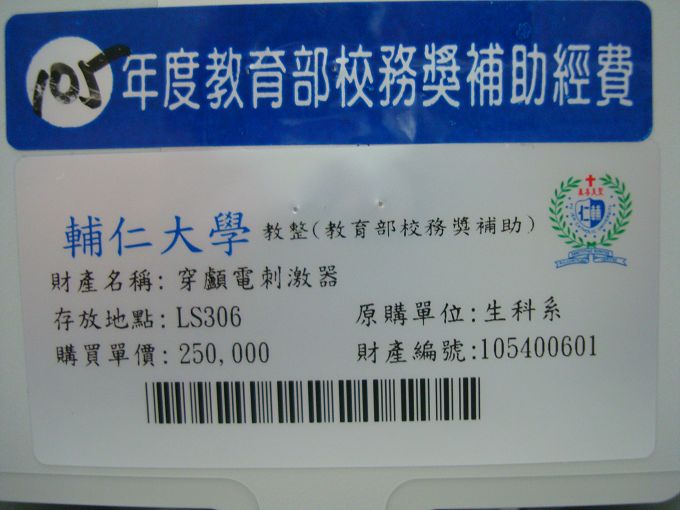 105年度教育部校務獎補助經費
輔仁大學 教整(教育部校務獎補助)
財產名稱: 穿顱電刺激器
存放地點: LS306 原購單位:生科系
購買單價: 250,000 財產編號:105400601